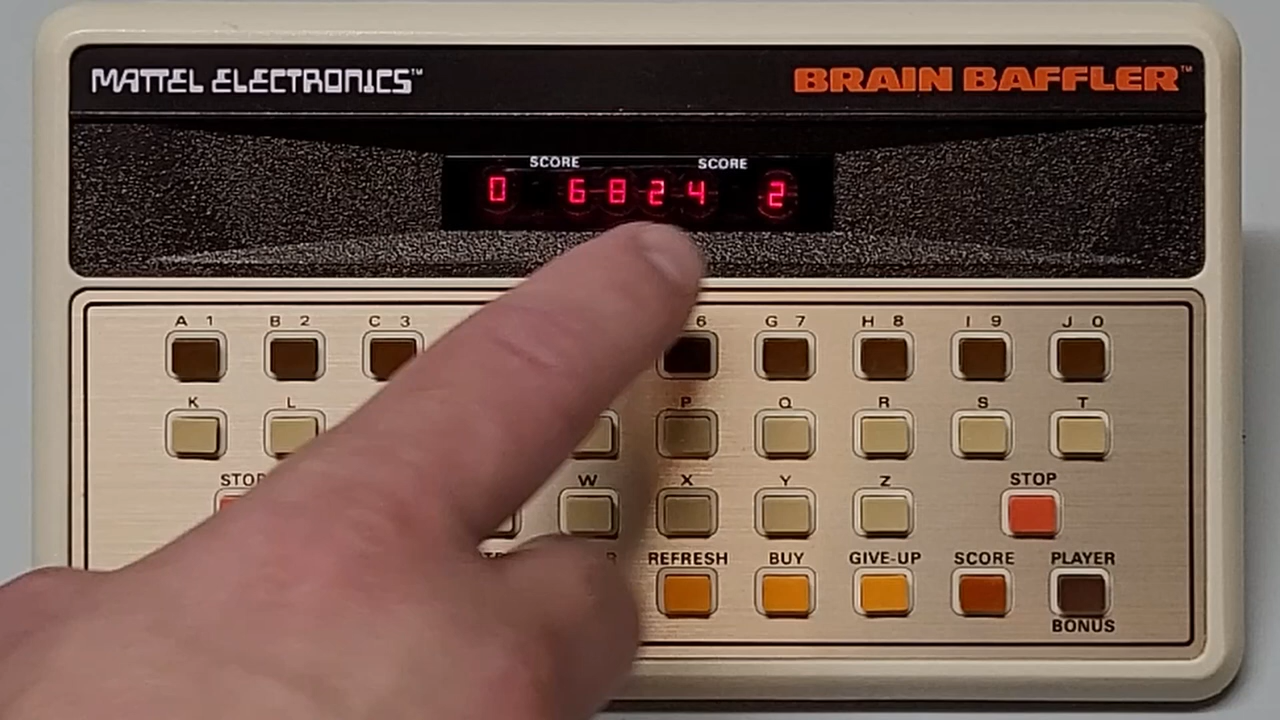 MATTEL ELECTRONICS™ BRAIN BAFFLER™
SCORE SCORE
0 6824 2
A 1 B 2 C 3 6 G 7 H 8 I 9 J 0
K L P Q R S T
STOP W X Y Z STOP
REFRESH BUY GIVE-UP SCORE PLAYER
BONUS